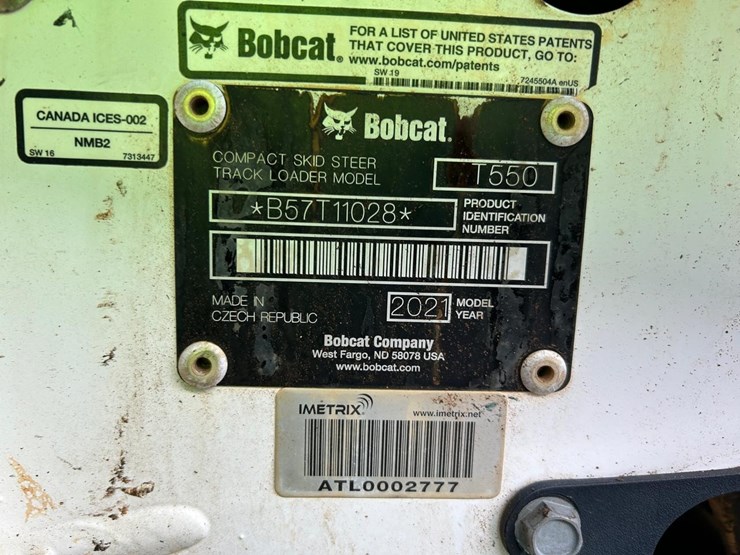 Bobcat.
FOR A LIST OF UNITED STATES PATENTS
THAT COVER THIS PRODUCT, GO TO:
www.bobcat.com/patents
SW 19
7245504A enUS
CANADA ICES-002
NMB2
SW 16
7313447
Bobcat.
COMPACT SKID STEER
TRACK LOADER MODEL
T550
*B57T11028*
PRODUCT
IDENTIFICATION
NUMBER
MADE IN
CZECH REPUBLIC
2021
MODEL
YEAR
Bobcat Company
West Fargo, ND 58078 USA
www.bobcat.com
IMETRIX
www.imetrix.net
ATL0002777